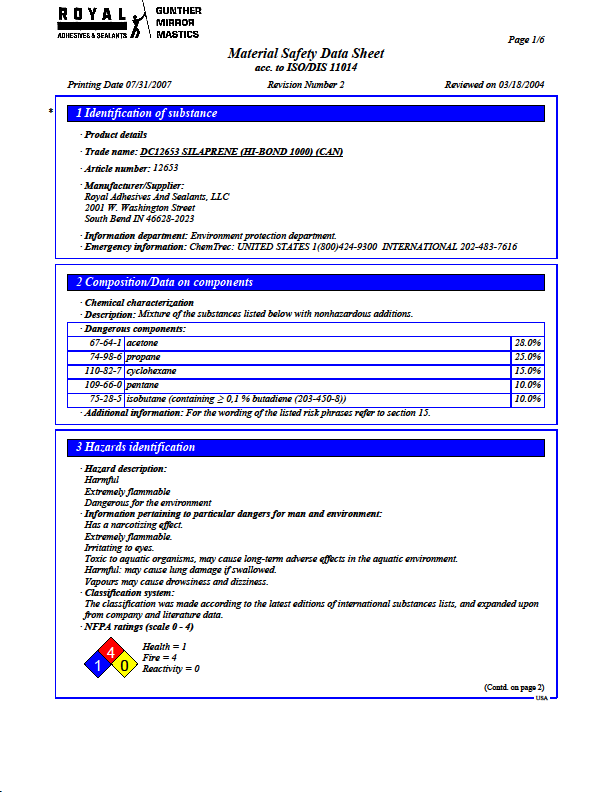 ROYAL
ADHESIVES & SEALANTS
GUNTHER
MIRROR
MASTICS
Page 1/6
Material Safety Data Sheet
acc. to ISO/DIS 11014
Printing Date 07/31/2007 Revision Number 2 Reviewed on 03/18/2004
* 1 Identification of substance
· Product details
· Trade name: DC12653 SILAPRENE (HI-BOND 1000) (CAN)
· Article number: 12653
· Manufacturer/Supplier:
Royal Adhesives And Sealants, LLC
2001 W. Washington Street
South Bend IN 46628-2023
· Information department: Environment protection department.
· Emergency information: ChemTrec: UNITED STATES 1(800)424-9300 INTERNATIONAL 202-483-7616
2 Composition/Data on components
· Chemical characterization
· Description: Mixture of the substances listed below with nonhazardous additions.
· Dangerous components:
67-64-1 acetone 28.0%
74-98-6 propane 25.0%
110-82-7 cyclohexane 15.0%
109-66-0 pentane 10.0%
75-28-5 isobutane (containing ≥ 0,1 % butadiene (203-450-8)) 10.0%
· Additional information: For the wording of the listed risk phrases refer to section 15.
3 Hazards identification
· Hazard description:
Harmful
Extremely flammable
Dangerous for the environment
· Information pertaining to particular dangers for man and environment:
Has a narcotizing effect.
Extremely flammable.
Irritating to eyes.
Toxic to aquatic organisms, may cause long-term adverse effects in the aquatic environment.
Harmful: may cause lung damage if swallowed.
Vapours may cause drowsiness and dizziness.
· Classification system:
The classification was made according to the latest editions of international substances lists, and expanded upon
from company and literature data.
· NFPA ratings (scale 0 - 4)
4
1 0
Health = 1
Fire = 4
Reactivity = 0
(Contd. on page 2)
USA